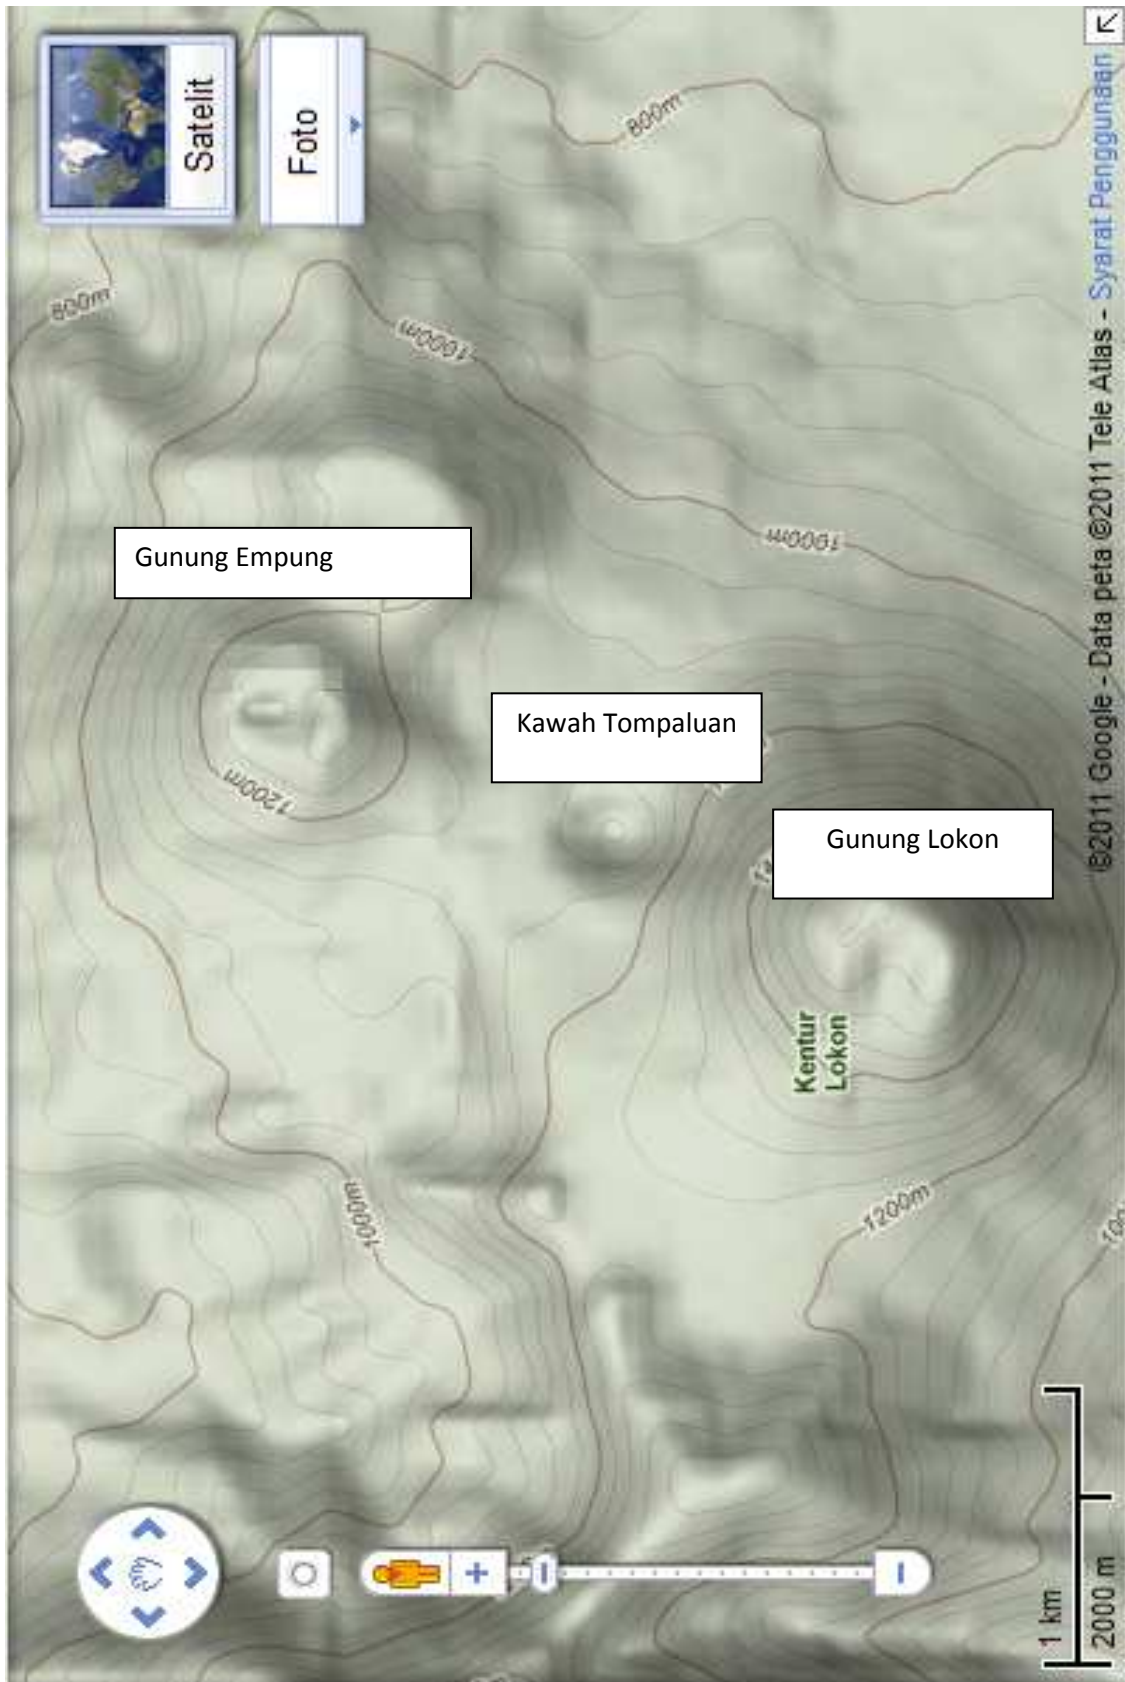 Satelit
Foto
800m
800m
1000m
Gunung Empung
1000m
Kawah Tompaluan
1200m
Gunung Lokon
Kentur
Lokon
1000m
1200m
1 km
2000 m
©2011 Google - Data peta ©2011 Tele Atlas - Syarat Penggunaan